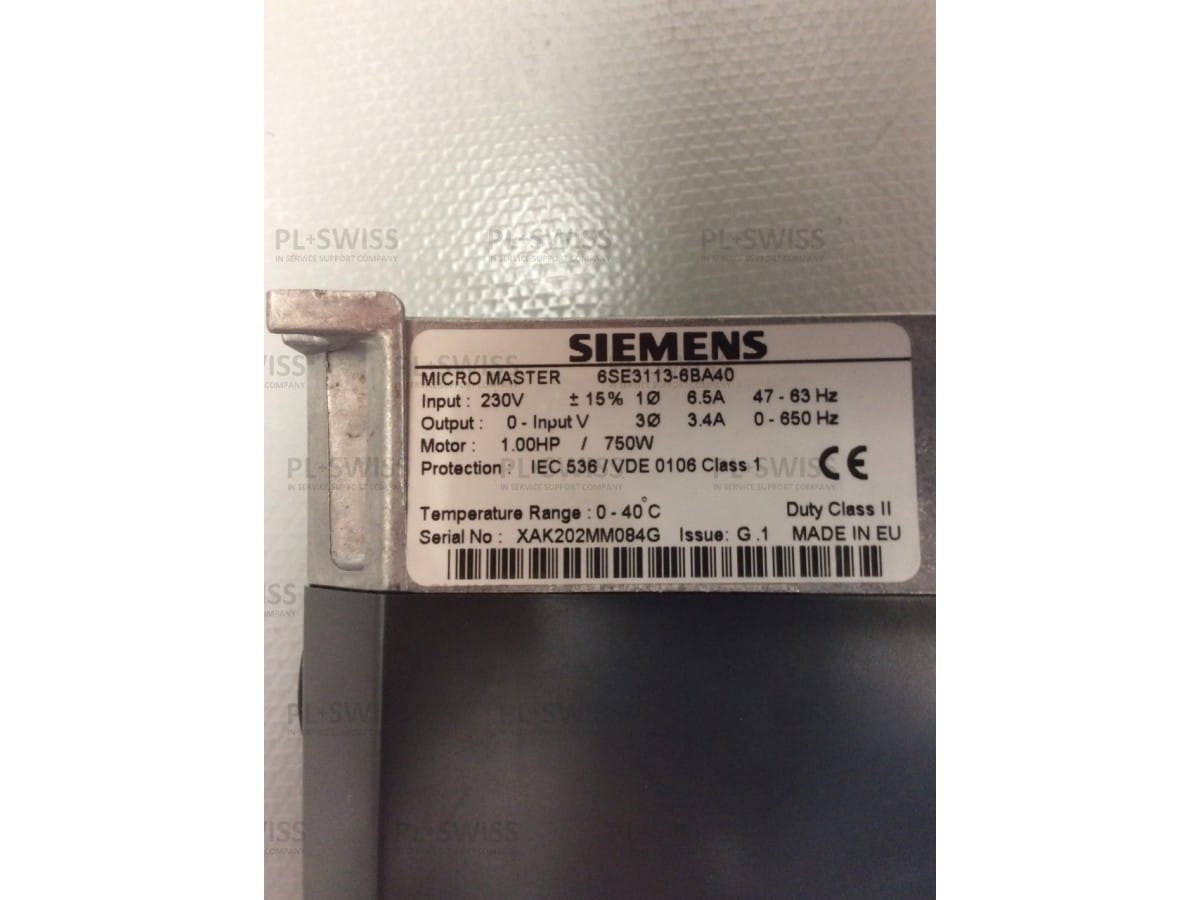 PL+SWISS PL+SWISS PL+SWISS
IN SERVICE SUPPORT COMPANY IN SERVICE SUPPORT COMPANY IN SERVICE SUPPORT COMPANY
SIEMENS
MICRO MASTER 6SE3113-6BA40
Input : 230V ± 15% 1Ø 6.5A 47 - 63 Hz
Output : 0 - Input V 3Ø 3.4A 0 - 650 Hz
Motor : 1.00HP / 750W
Protection : IEC 536 / VDE 0106 Class 1 CE
Temperature Range : 0 - 40°C Duty Class II
Serial No : XAK202MM084G Issue: G .1 MADE IN EU